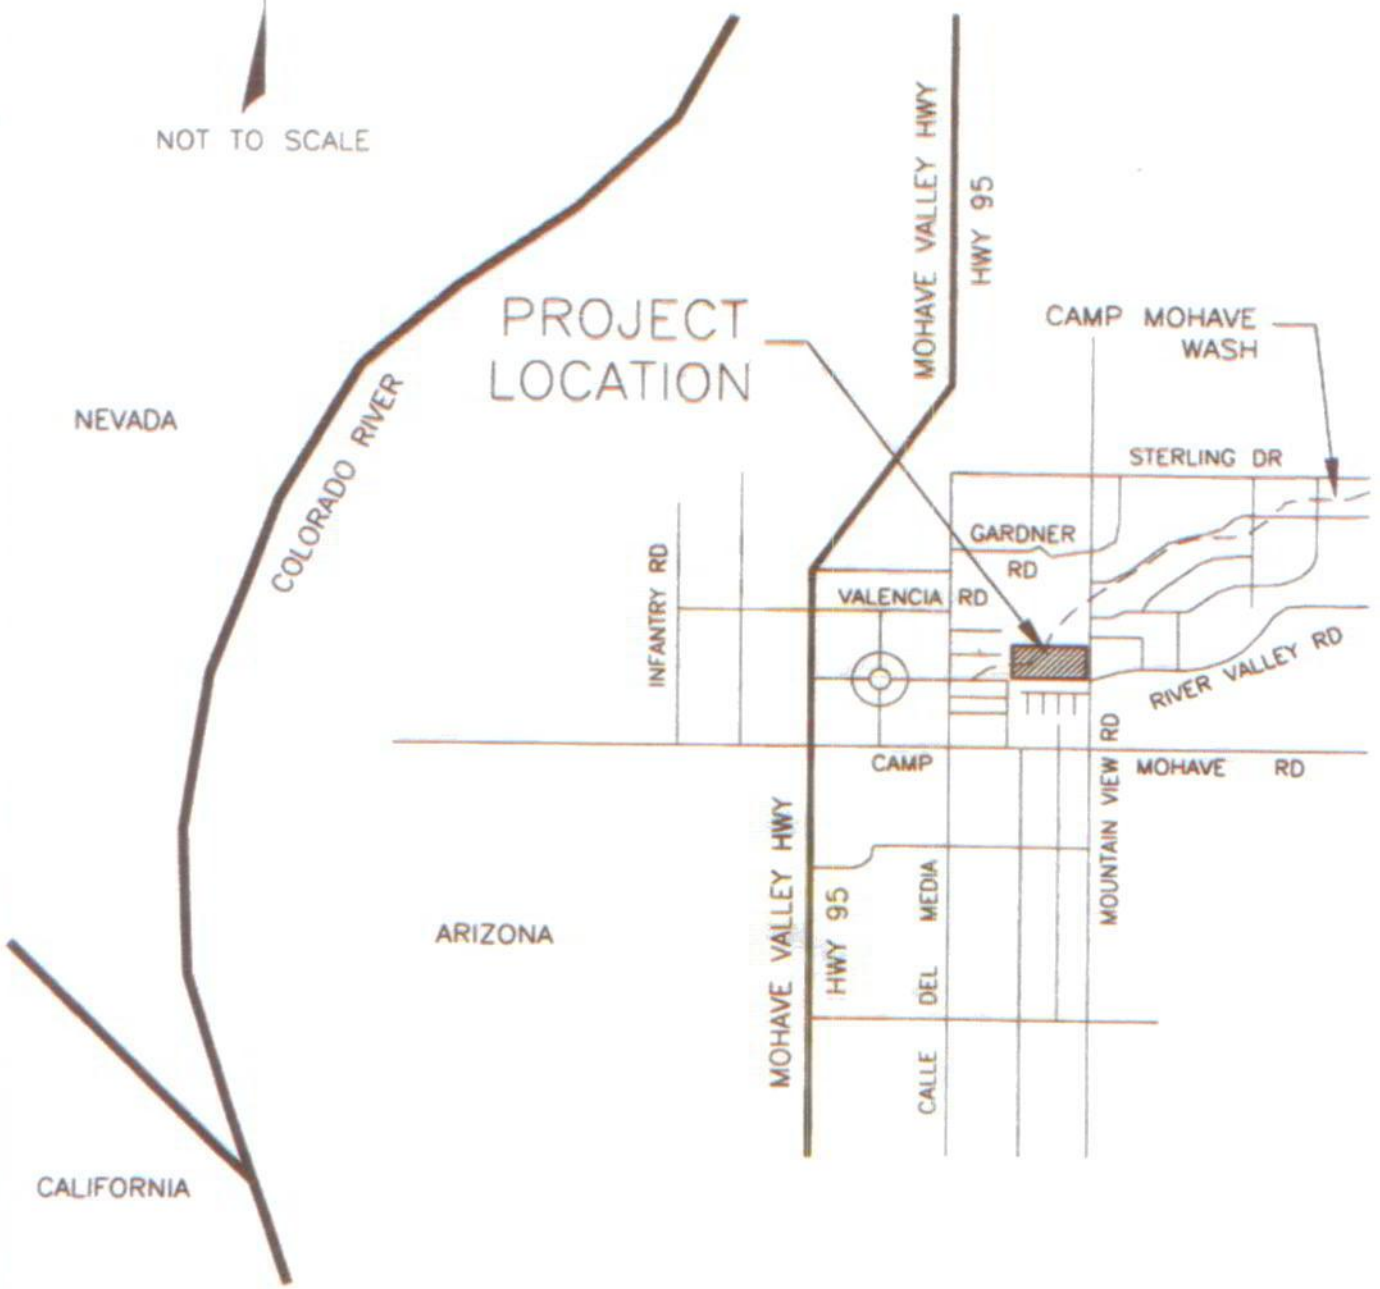 NOT TO SCALE
MOHAVE VALLEY HWY
HWY 95
PROJECT
LOCATION
CAMP MOHAVE
WASH
NEVADA
COLORADO RIVER
STERLING DR
GARDNER
RD
INFANTRY RD
VALENCIA RD
RIVER VALLEY RD
CAMP
MOHAVE RD
MOUNTAIN VIEW RD
MOHAVE VALLEY HWY
HWY 95
CALLE DEL MEDIA
ARIZONA
CALIFORNIA